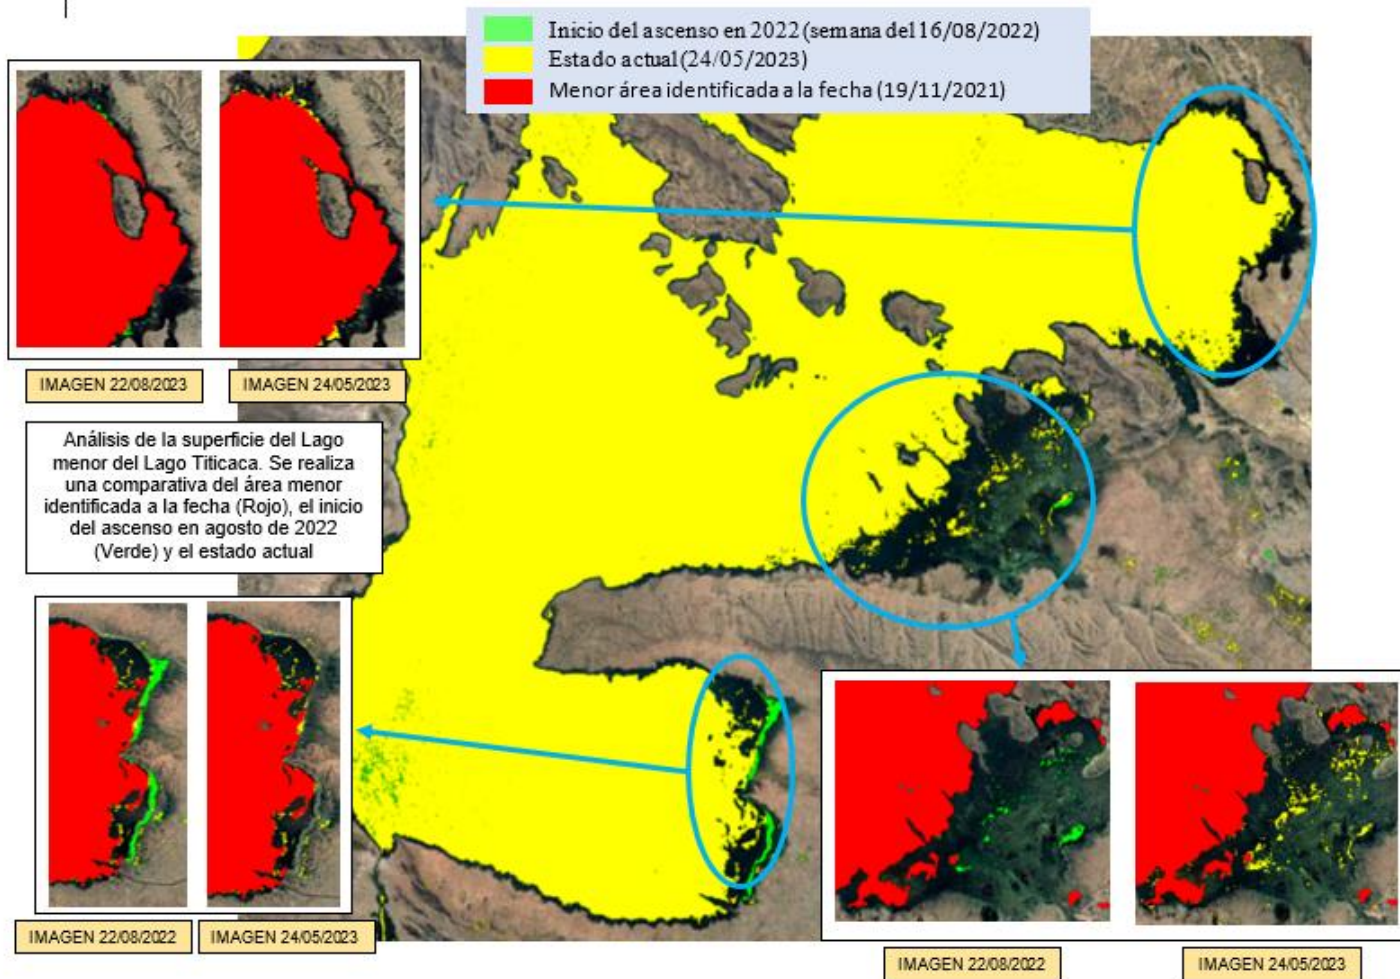 Inicio del ascenso en 2022 (semana del 16/08/2022)
Estado actual (24/05/2023)
Menor área identificada a la fecha (19/11/2021)
IMAGEN 22/08/2023
IMAGEN 24/05/2023
Análisis de la superficie del Lago
menor del Lago Titicaca. Se realiza
una comparativa del área menor
identificada a la fecha (Rojo), el inicio
del ascenso en agosto de 2022
(Verde) y el estado actual
IMAGEN 22/08/2022
IMAGEN 24/05/2023
IMAGEN 22/08/2022
IMAGEN 24/05/2023